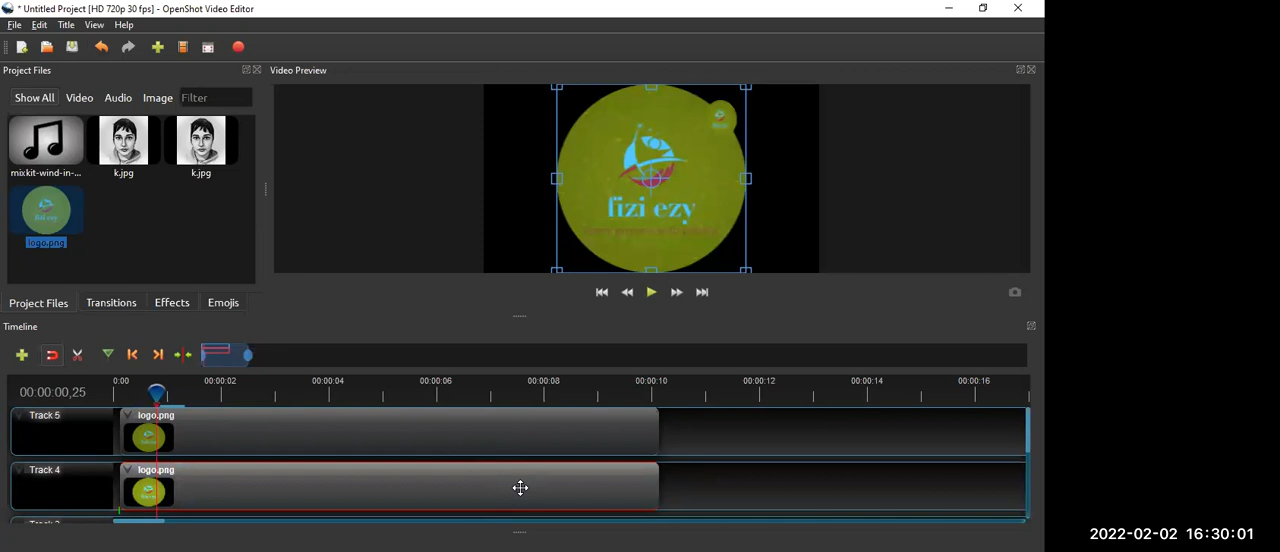 * Untitled Project [HD 720p 30 fps] - OpenShot Video Editor
File Edit Title View Help
Project Files
Video Preview
Show All Video Audio Image Filter
mixkit-wind-in-...
k.jpg
k.jpg
logo.png
fizi ezy
Project Files Transitions Effects Emojis
Timeline
00:00:00,25
0:00 00:00:02 00:00:04 00:00:06 00:00:08 00:00:10 00:00:12 00:00:14 00:00:16
Track 5
logo.png
Track 4
logo.png
2022-02-02 16:30:01